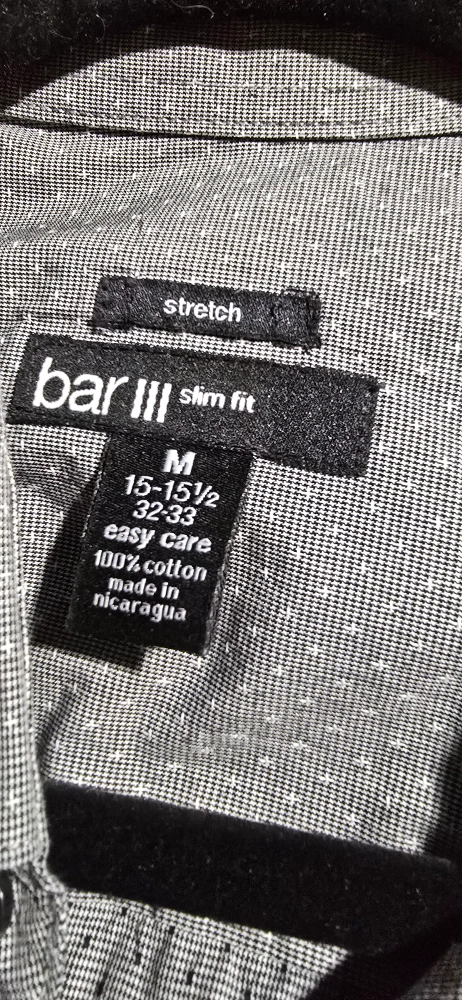 stretch
bar III slim fit
M
15-15½
32-33
easy care
100% cotton
made in
nicaragua